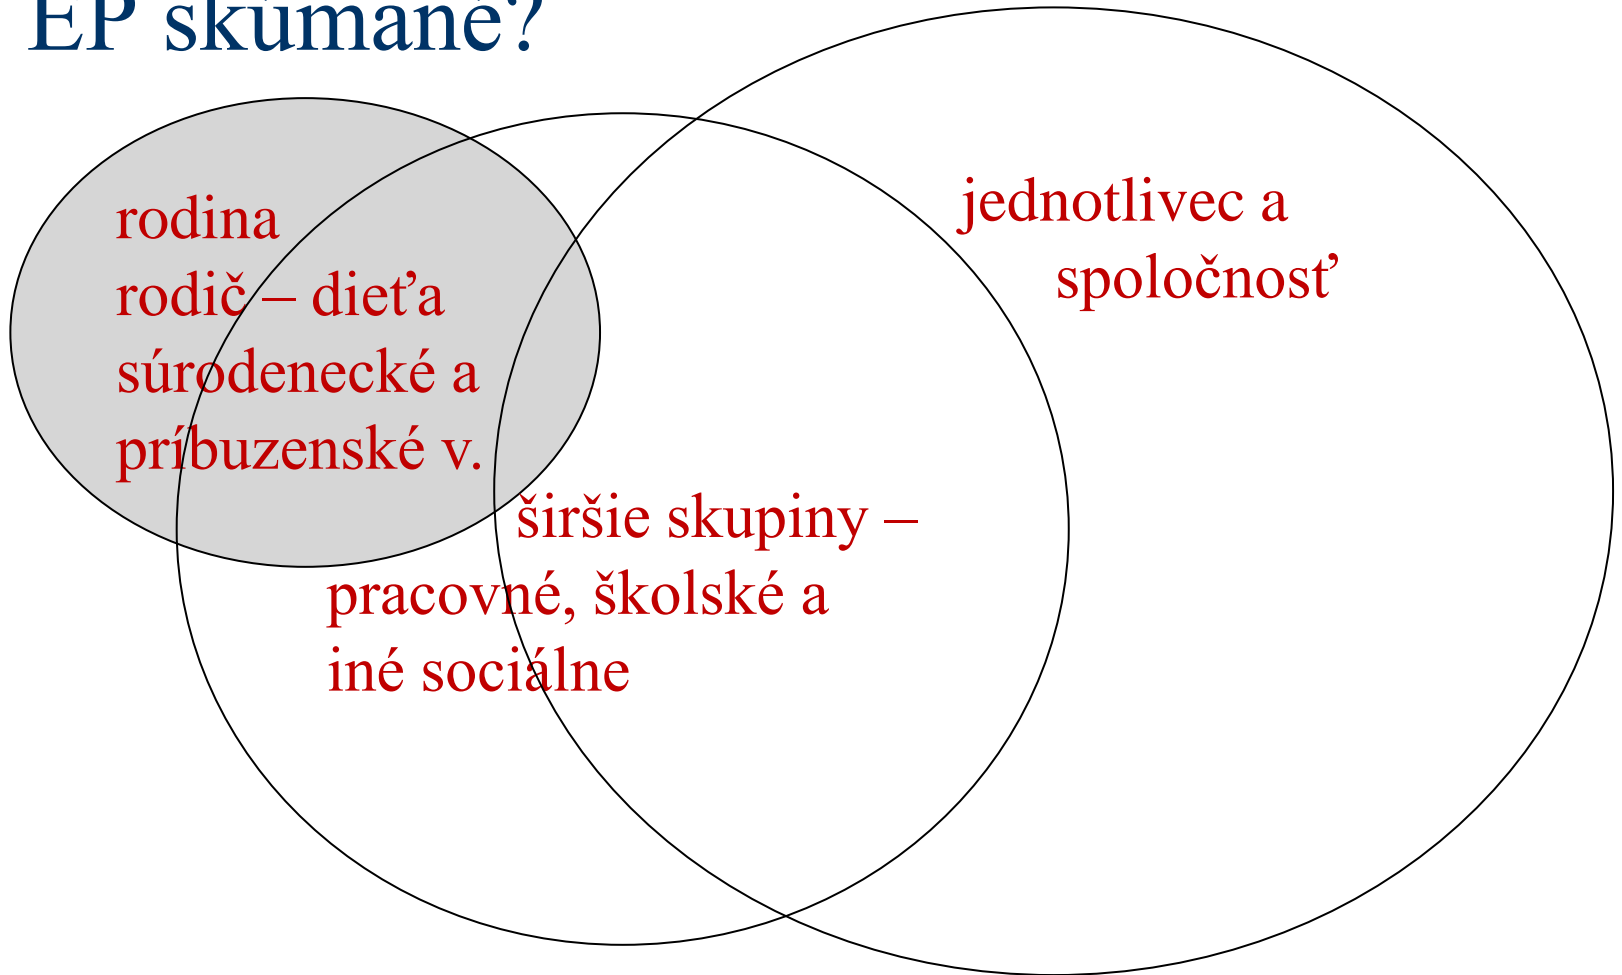 EP skúmané?
rodina
rodič – dieťa
súrodenecké a
príbuzenské v.
jednotlivec a
spoločnosť
širšie skupiny –
pracovné, školské a
iné sociálne